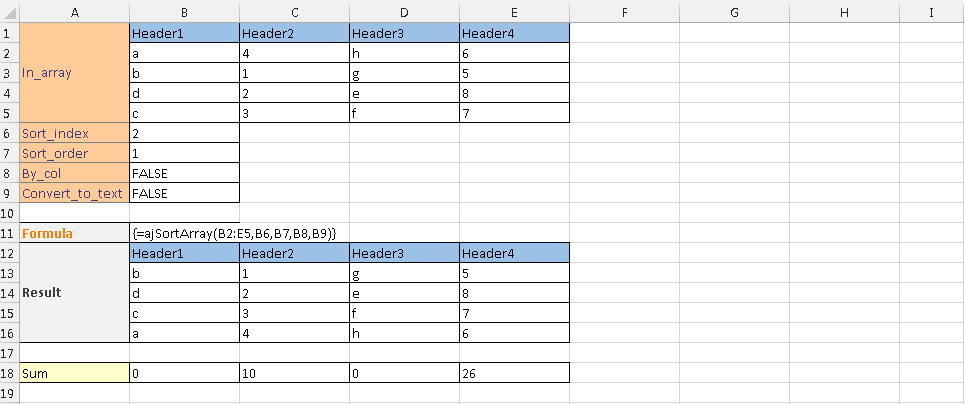 A B C D E F G H I
1 Header1 Header2 Header3 Header4
2 a 4 h 6
3 In_array b 1 g 5
4 d 2 e 8
5 c 3 f 7
6 Sort_index 2
7 Sort_order 1
8 By_col FALSE
9 Convert_to_text FALSE
10
11 Formula {=ajSortArray(B2:E5,B6,B7,B8,B9)}
12 Header1 Header2 Header3 Header4
13 b 1 g 5
14 Result d 2 e 8
15 c 3 f 7
16 a 4 h 6
17
18 Sum 0 10 0 26
19